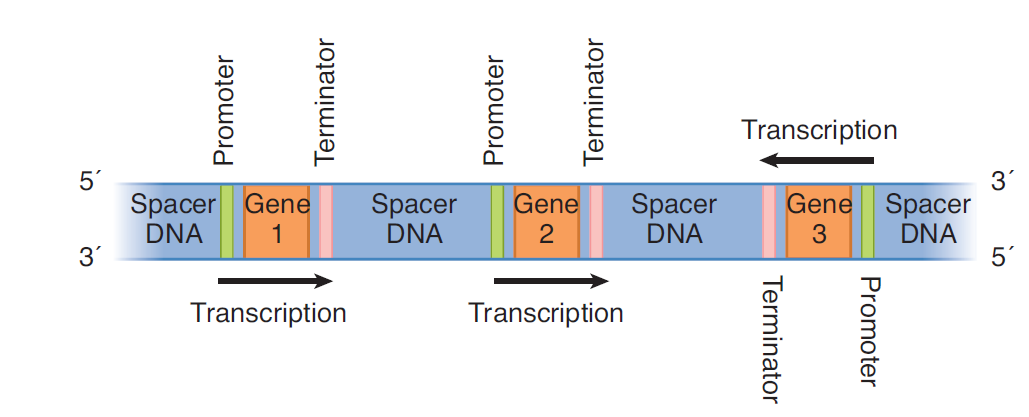 Promoter
Terminator
Promoter
Terminator
Transcription
5´
3´
Spacer
DNA
Gene
1
Spacer
DNA
Gene
2
Spacer
DNA
Gene
3
Spacer
DNA
3´
5´
Transcription
Transcription
Terminator
Promoter